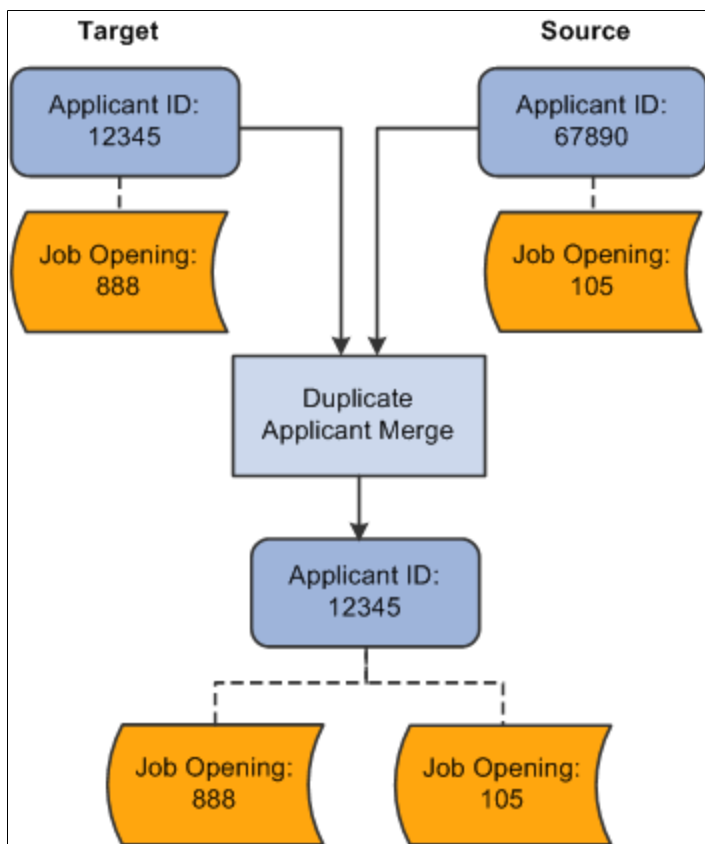 Target
Source
Applicant ID:
12345
Applicant ID:
67890
Job Opening:
888
Job Opening:
105
Duplicate
Applicant Merge
Applicant ID:
12345
Job Opening:
888
Job Opening:
105